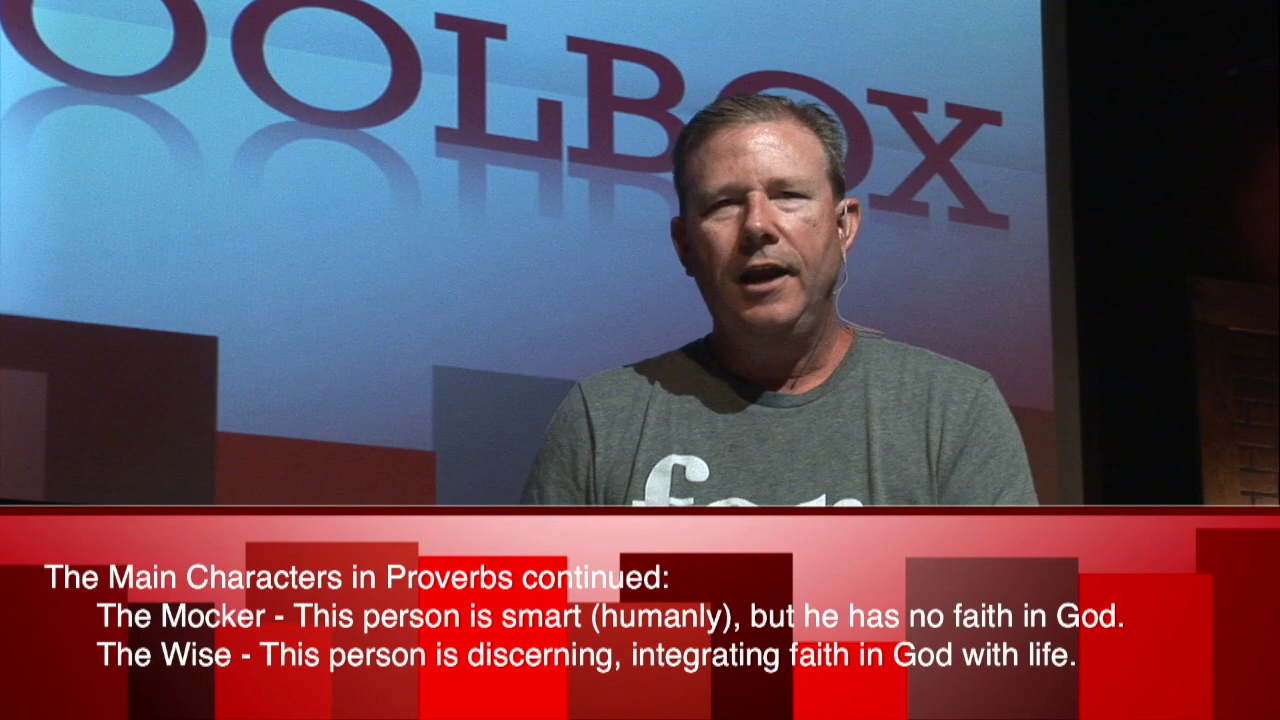 OOLBOX
for
The Main Characters in Proverbs continued:
The Mocker - This person is smart (humanly), but he has no faith in God.
The Wise - This person is discerning, integrating faith in God with life.